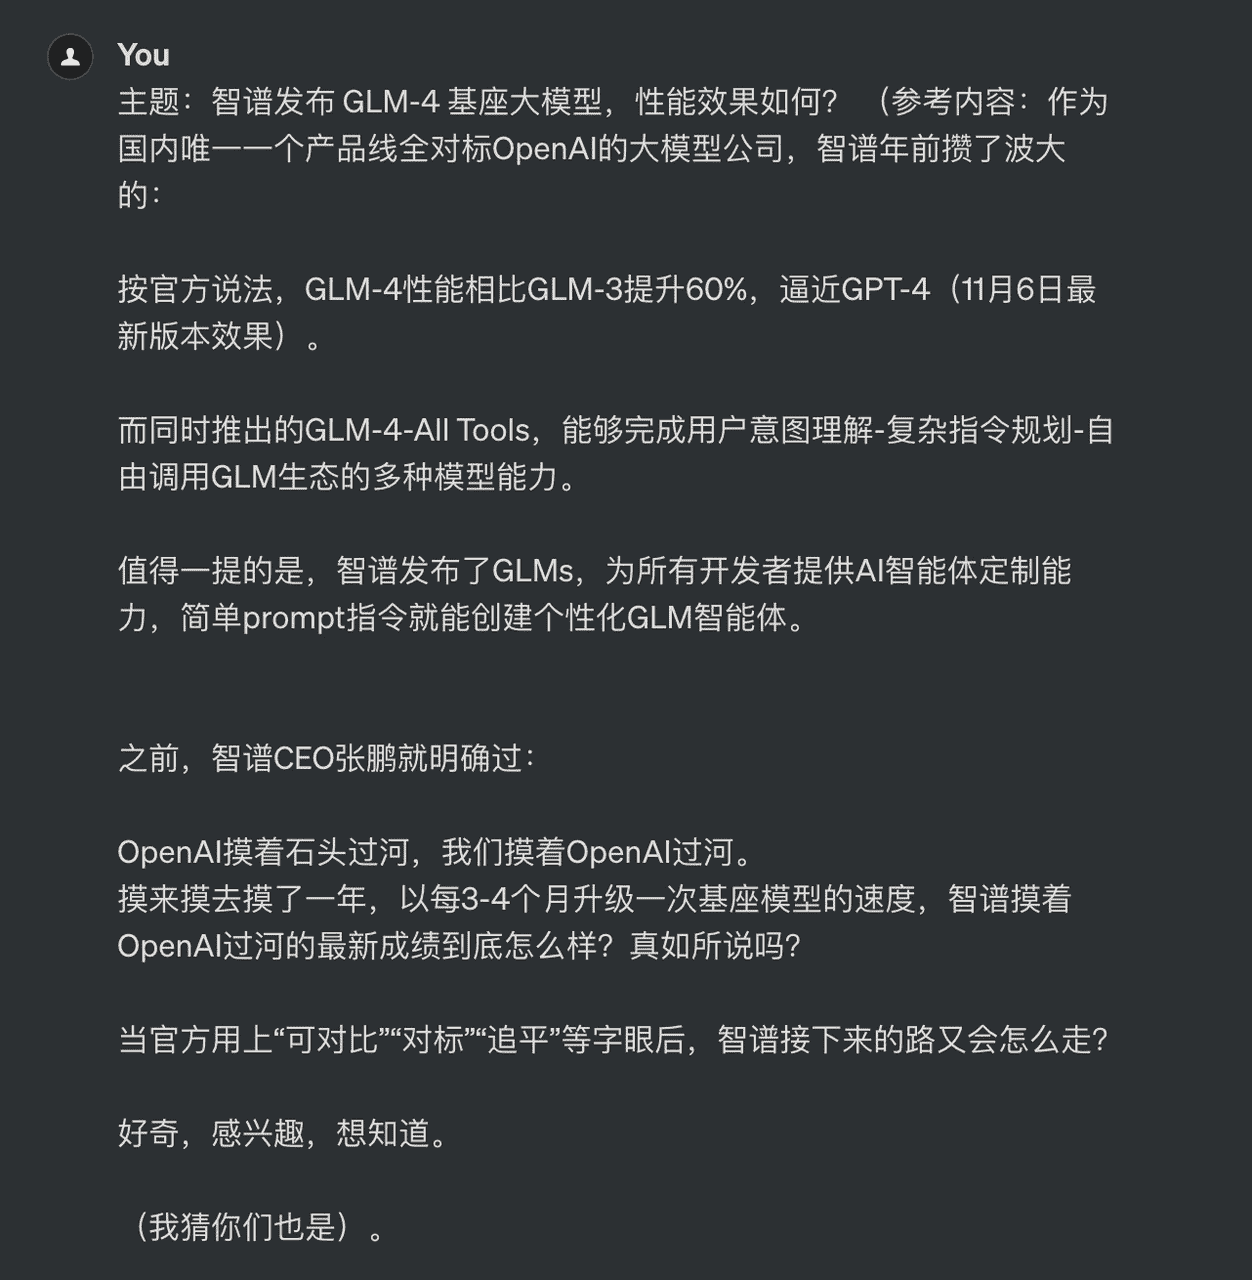 You
主题：智谱发布 GLM-4 基座大模型，性能效果如何？ （参考内容：作为
国内唯一一个产品线全对标OpenAI的大模型公司，智谱年前攒了波大
的：
按官方说法，GLM-4性能相比GLM-3提升60%，逼近GPT-4（11月6日最
新版本效果）。
而同时推出的GLM-4-All Tools，能够完成用户意图理解-复杂指令规划-自
由调用GLM生态的多种模型能力。
值得一提的是，智谱发布了GLMs，为所有开发者提供AI智能体定制能
力，简单prompt指令就能创建个性化GLM智能体。
之前，智谱CEO张鹏就明确过：
OpenAI摸着石头过河，我们摸着OpenAI过河。
摸来摸去摸了一年，以每3-4个月升级一次基座模型的速度，智谱摸着
OpenAI过河的最新成绩到底怎么样？真如所说吗？
当官方用上“可对比”“对标”“追平”等字眼后，智谱接下来的路又会怎么走？
好奇，感兴趣，想知道。
（我猜你们也是）。